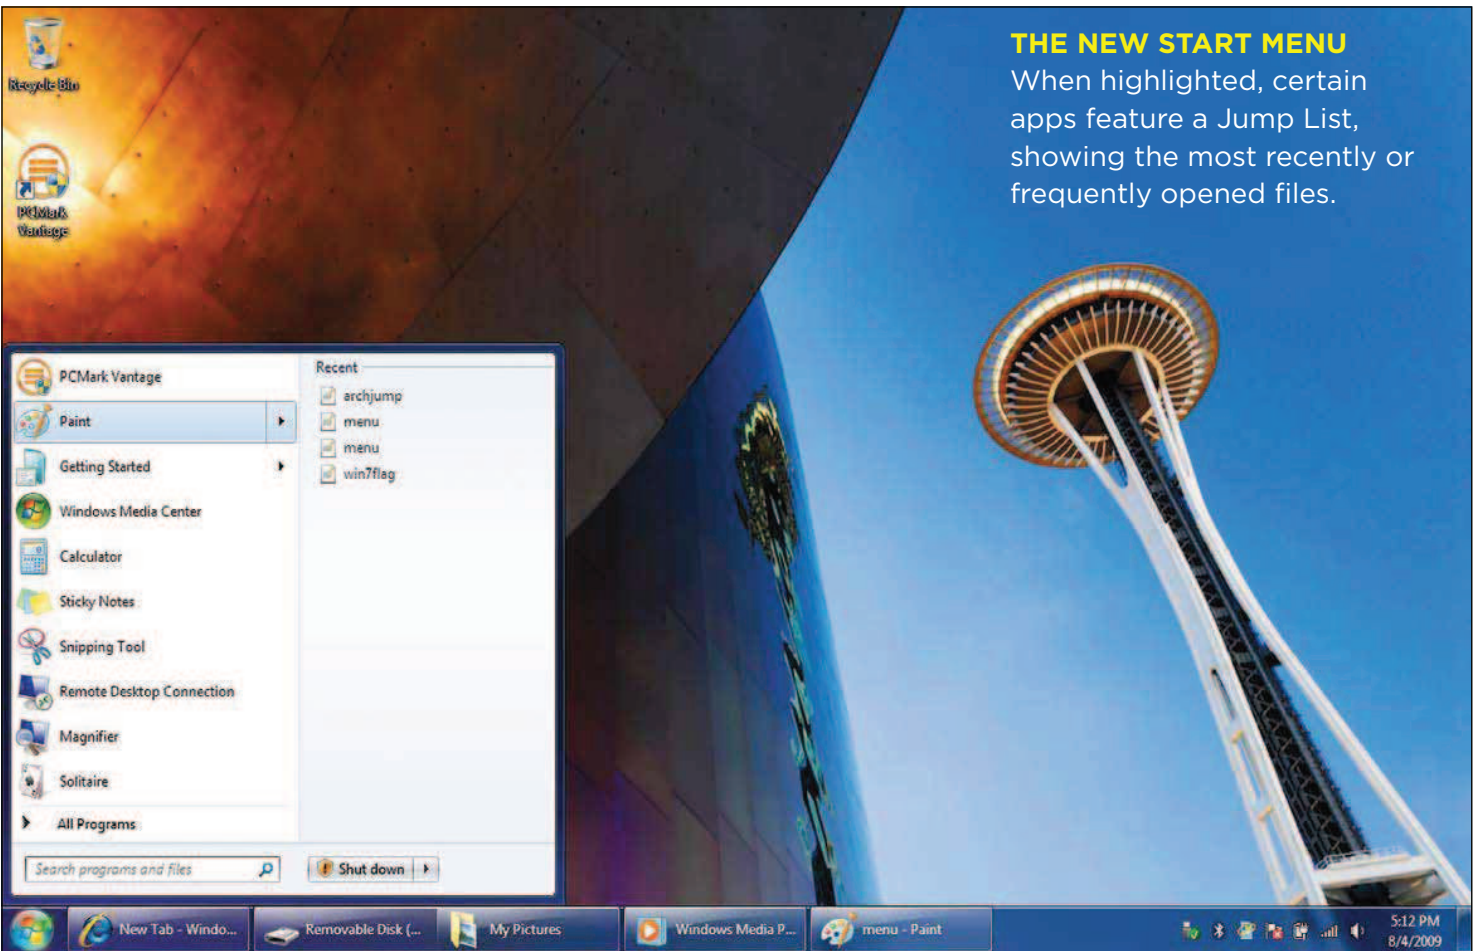 THE NEW START MENU
When highlighted, certain
apps feature a Jump List,
showing the most recently or
frequently opened files.
Recycle Bin
PCMark
Vantage
PCMark Vantage
Paint
Getting Started
Windows Media Center
Calculator
Sticky Notes
Snipping Tool
Remote Desktop Connection
Magnifier
Solitaire
All Programs
Search programs and files
Recent
archjump
menu
menu
win7flag
Shut down
New Tab - Windo...
Removable Disk (...
My Pictures
Windows Media P...
menu - Paint
5:12 PM
8/4/2009